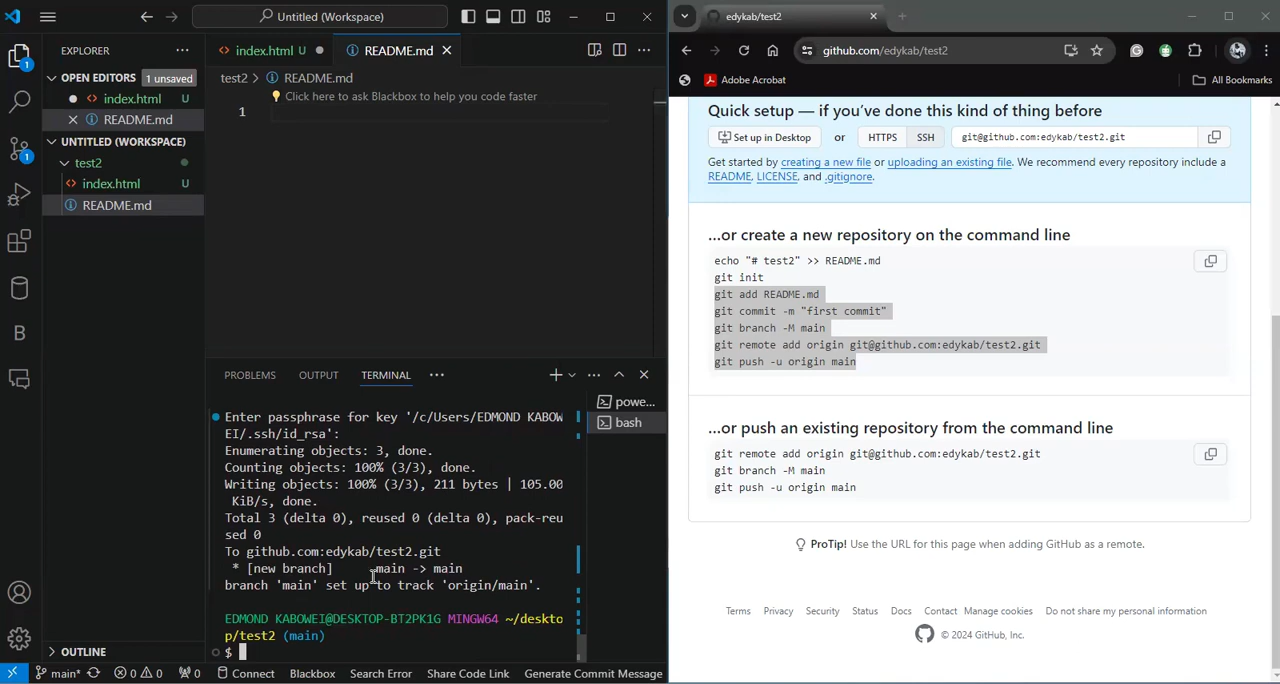 Untitled (Workspace)
EXPLORER
OPEN EDITORS 1 unsaved
index.html U
README.md
UNTITLED (WORKSPACE)
test2
index.html U
README.md
OUTLINE
index.html U
README.md
test2 > README.md
Click here to ask Blackbox to help you code faster
1
PROBLEMS OUTPUT TERMINAL
powe...
bash
Enter passphrase for key '/c/Users/EDMOND KABOW
EI/.ssh/id_rsa':
Enumerating objects: 3, done.
Counting objects: 100% (3/3), done.
Writing objects: 100% (3/3), 211 bytes | 105.00
KiB/s, done.
Total 3 (delta 0), reused 0 (delta 0), pack-reu
sed 0
To github.com:edykab/test2.git
* [new branch] main -> main
branch 'main' set up to track 'origin/main'.
EDMOND KABOWEI@DESKTOP-BT2PK1G MINGW64 ~/deskto
p/test2 (main)
$
main* 0 0 0 Connect Blackbox Search Error Share Code Link Generate Commit Message
edykab/test2
github.com/edykab/test2
Adobe Acrobat
All Bookmarks
Quick setup — if you've done this kind of thing before
Set up in Desktop or HTTPS SSH git@github.com:edykab/test2.git
Get started by creating a new file or uploading an existing file. We recommend every repository include a
README, LICENSE, and .gitignore.
...or create a new repository on the command line
echo "# test2" >> README.md
git init
git add README.md
git commit -m "first commit"
git branch -M main
git remote add origin git@github.com:edykab/test2.git
git push -u origin main
...or push an existing repository from the command line
git remote add origin git@github.com:edykab/test2.git
git branch -M main
git push -u origin main
ProTip! Use the URL for this page when adding GitHub as a remote.
Terms Privacy Security Status Docs Contact Manage cookies Do not share my personal information
© 2024 GitHub, Inc.